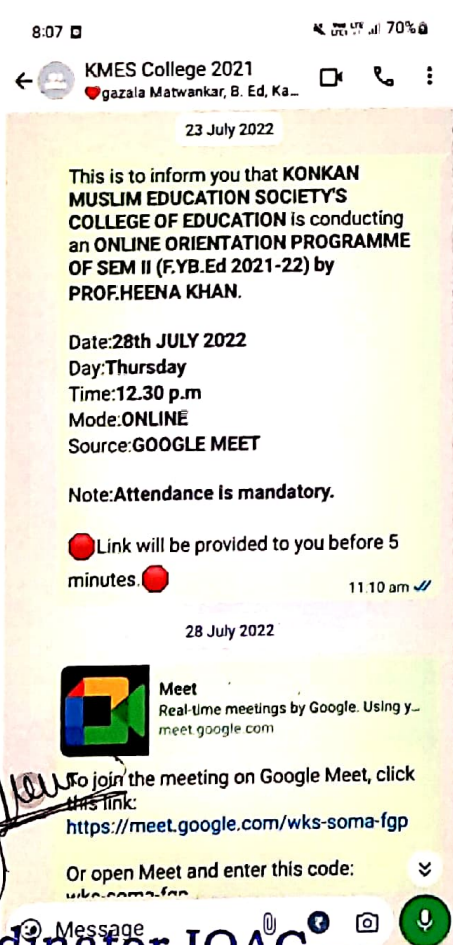 8:07
70%
KMES College 2021
gazala Matwankar, B. Ed, Ka...
23 July 2022
This is to inform you that KONKAN
MUSLIM EDUCATION SOCIETY'S
COLLEGE OF EDUCATION is conducting
an ONLINE ORIENTATION PROGRAMME
OF SEM II (F.YB.Ed 2021-22) by
PROF.HEENA KHAN.
Date:28th JULY 2022
Day:Thursday
Time:12.30 p.m
Mode:ONLINE
Source:GOOGLE MEET
Note:Attendance is mandatory.
Link will be provided to you before 5
minutes.
11.10 am
28 July 2022
Meet
Real-time meetings by Google. Using y...
meet.google.com
To join the meeting on Google Meet, click
this link:
https://meet.google.com/wks-soma-fgp
Or open Meet and enter this code:
wks-soma-fgp
Message